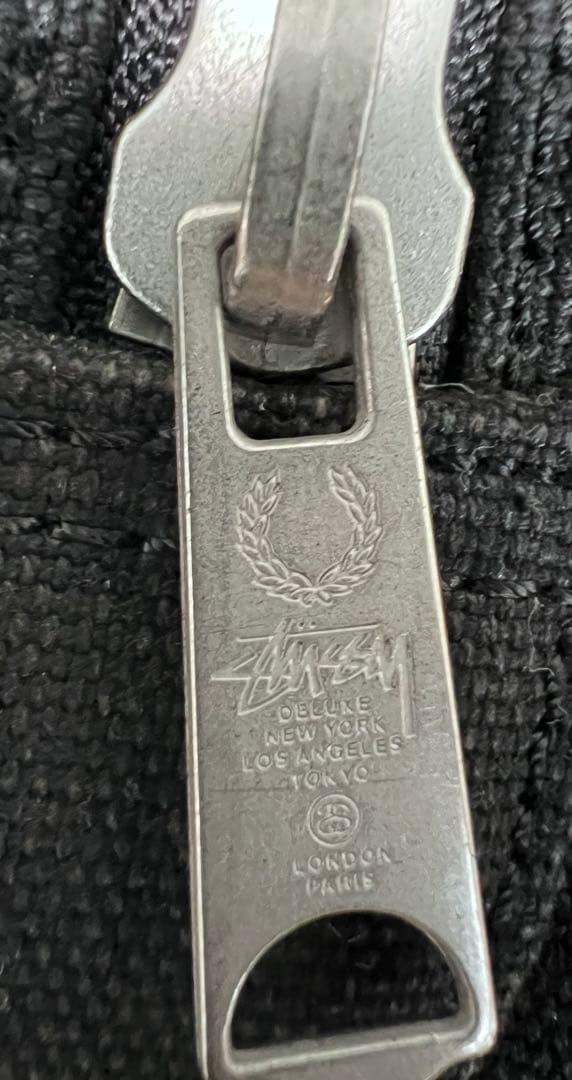 Stüssy
DELUXE
NEW YORK
LOS ANGELES
TOKYO
LONDON
PARIS